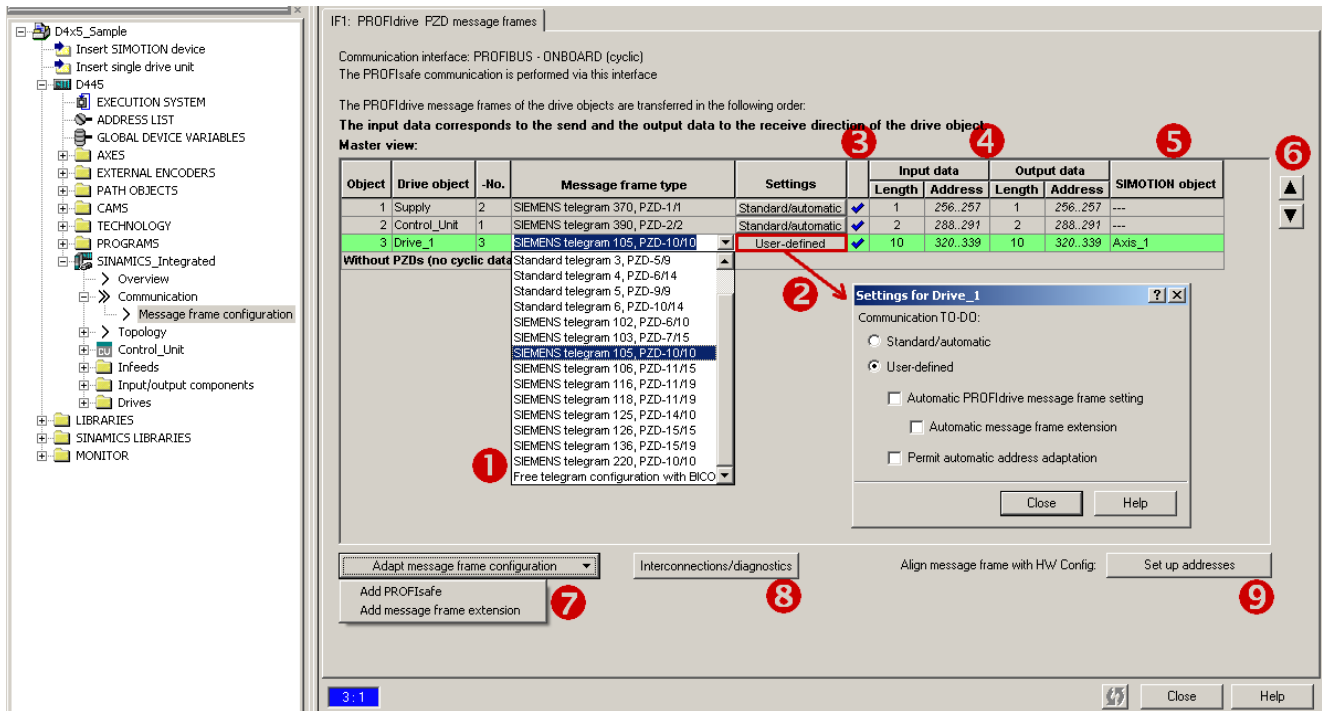 D4x5_Sample
Insert SIMOTION device
Insert single drive unit
D445
EXECUTION SYSTEM
ADDRESS LIST
GLOBAL DEVICE VARIABLES
AXES
EXTERNAL ENCODERS
PATH OBJECTS
CAMS
TECHNOLOGY
PROGRAMS
SINAMICS_Integrated
Overview
Communication
Message frame configuration
Topology
CU Control_Unit
Infeeds
Input/output components
Drives
LIBRARIES
SINAMICS LIBRARIES
MONITOR
IF1: PROFIdrive PZD message frames
Communication interface: PROFIBUS - ONBOARD (cyclic)
The PROFIsafe communication is performed via this interface
The PROFIdrive message frames of the drive objects are transferred in the following order:
The input data corresponds to the send and the output data to the receive direction of the drive object
Master view:
3 4 5 6
Input data Output data
Object Drive object -No. Message frame type Settings Length Address Length Address SIMOTION object
1 Supply 2 SIEMENS telegram 370, PZD-1/1 Standard/automatic 1 256..257 1 256..257 ---
2 Control_Unit 1 SIEMENS telegram 390, PZD-2/2 Standard/automatic 2 288..291 2 288..291 ---
3 Drive_1 3 SIEMENS telegram 105, PZD-10/10 User-defined 10 320..339 10 320..339 Axis_1
Without PZDs (no cyclic data
Standard telegram 3, PZD-5/9
Standard telegram 4, PZD-6/14
Standard telegram 5, PZD-9/9
Standard telegram 6, PZD-10/14
SIEMENS telegram 102, PZD-6/10
SIEMENS telegram 103, PZD-7/15
SIEMENS telegram 105, PZD-10/10
SIEMENS telegram 106, PZD-11/15
SIEMENS telegram 116, PZD-11/19
SIEMENS telegram 118, PZD-11/19
SIEMENS telegram 125, PZD-14/10
SIEMENS telegram 126, PZD-15/15
SIEMENS telegram 136, PZD-15/19
SIEMENS telegram 220, PZD-10/10
Free telegram configuration with BICO
1
2
Settings for Drive_1
Communication TO-DO:
Standard/automatic
User-defined
Automatic PROFIdrive message frame setting
Automatic message frame extension
Permit automatic address adaptation
Close Help
Adapt message frame configuration Interconnections/diagnostics Align message frame with HW Config: Set up addresses
Add PROFIsafe
Add message frame extension
7 8 9
3:1
Close Help